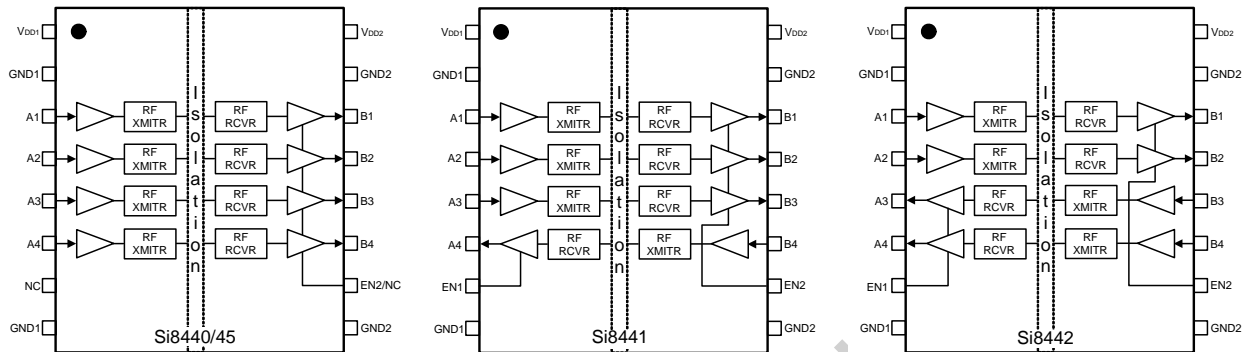 VDD1
VDD2
GND1
GND2
A1
RF XMITR
RF RCVR
B1
A2
RF XMITR
RF RCVR
B2
A3
RF XMITR
RF RCVR
B3
A4
RF XMITR
RF RCVR
B4
NC
EN2/NC
GND1
GND2
Isolation
Si8440/45
VDD1
VDD2
GND1
GND2
A1
RF XMITR
RF RCVR
B1
A2
RF XMITR
RF RCVR
B2
A3
RF XMITR
RF RCVR
B3
A4
RF RCVR
RF XMITR
B4
EN1
EN2
GND1
GND2
Isolation
Si8441
VDD1
VDD2
GND1
GND2
A1
RF XMITR
RF RCVR
B1
A2
RF XMITR
RF RCVR
B2
A3
RF RCVR
RF XMITR
B3
A4
RF RCVR
RF XMITR
B4
EN1
EN2
GND1
GND2
Isolation
Si8442